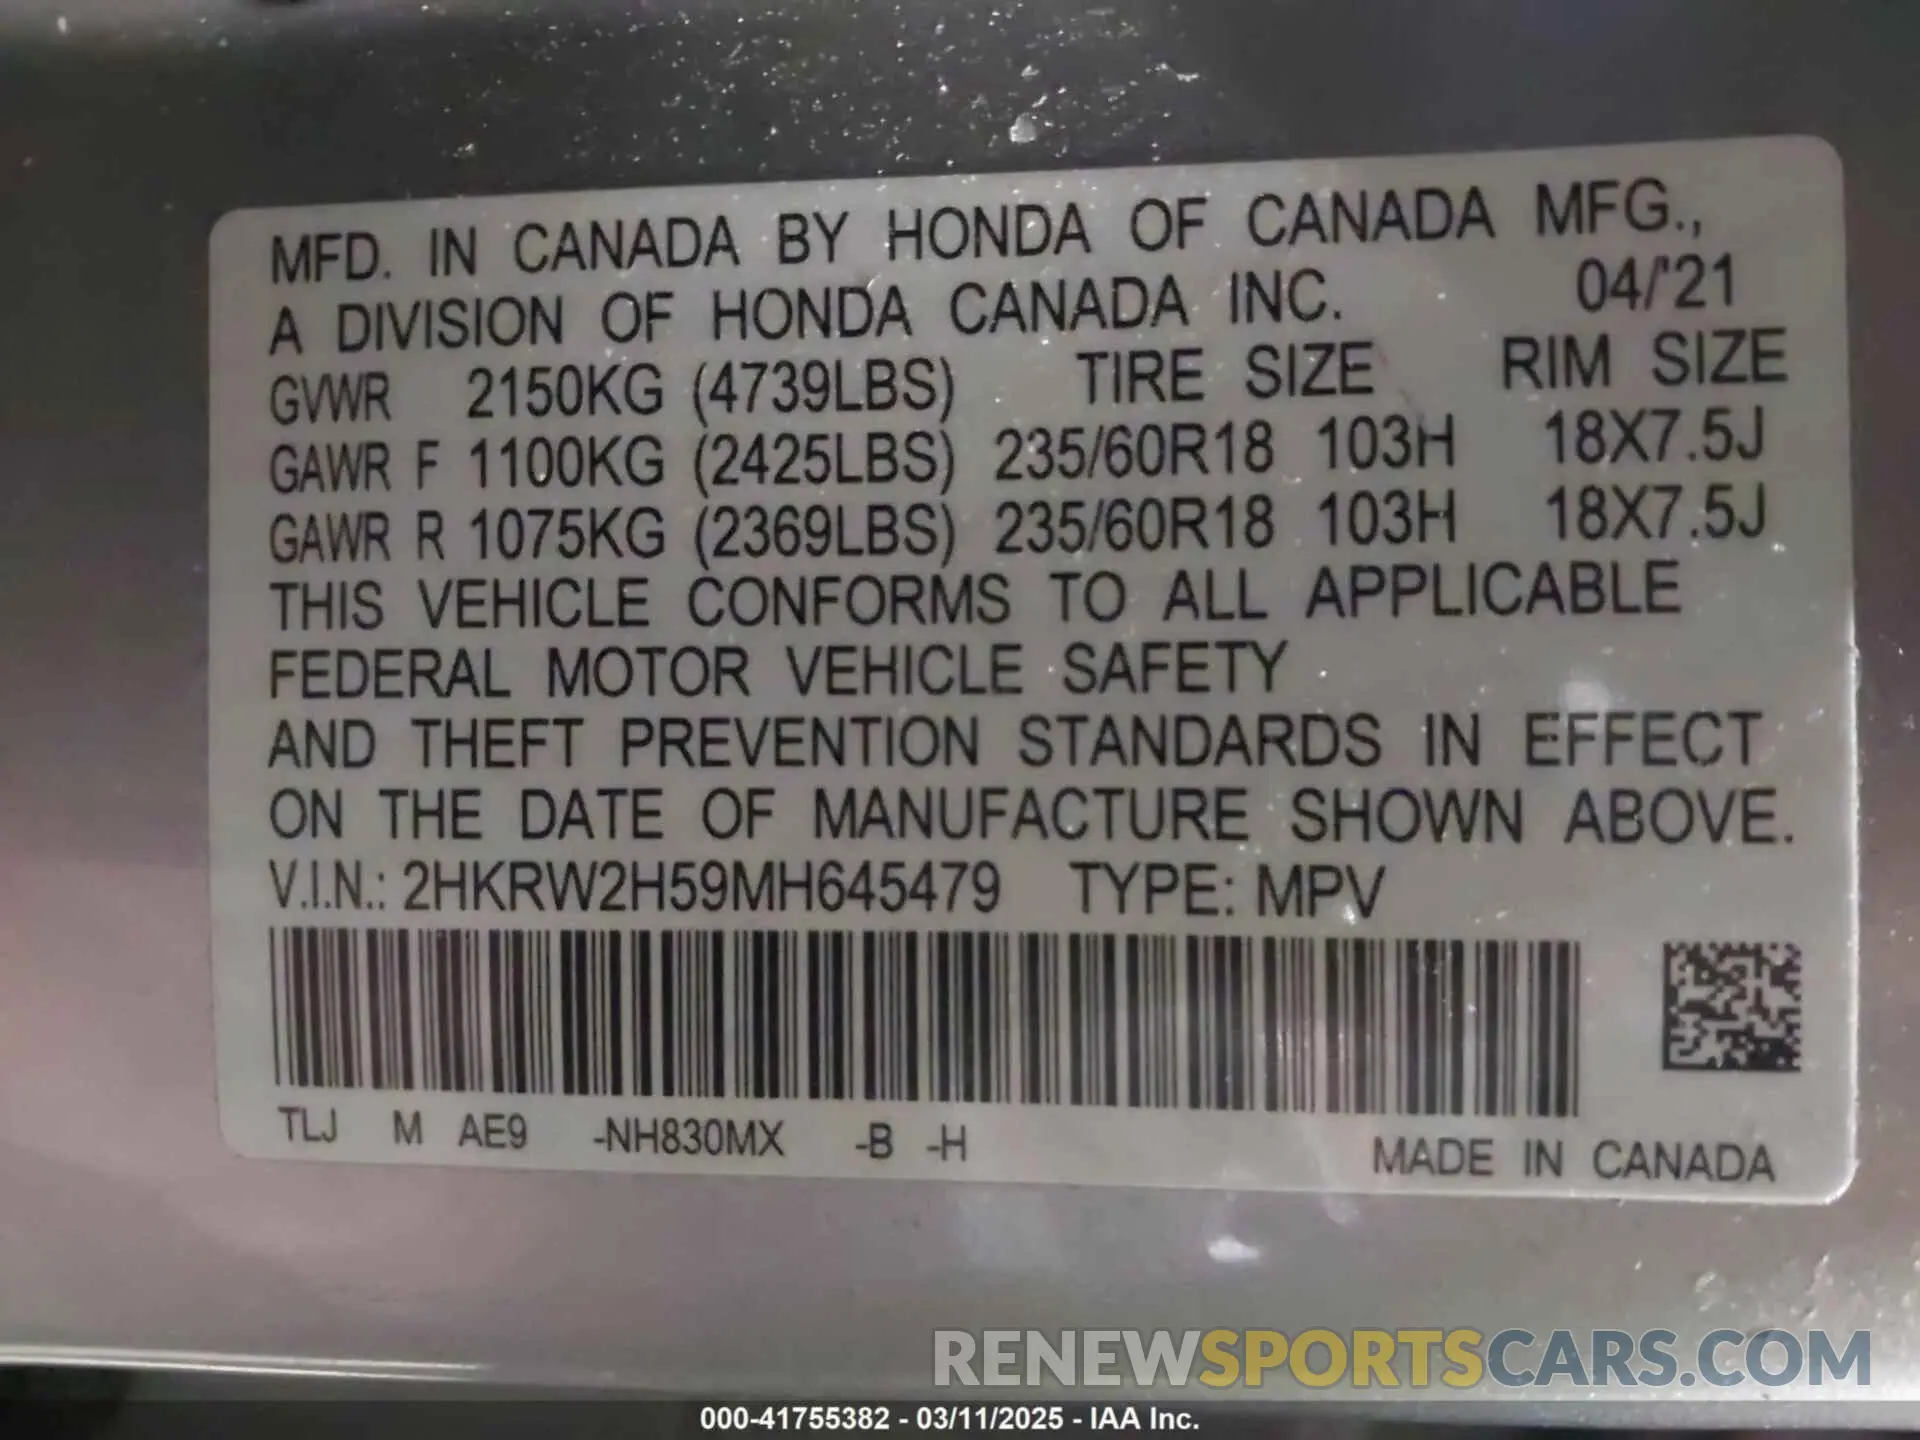 MFD. IN CANADA BY HONDA OF CANADA MFG.,
A DIVISION OF HONDA CANADA INC. 04/'21
GVWR 2150KG (4739LBS) TIRE SIZE RIM SIZE
GAWR F 1100KG (2425LBS) 235/60R18 103H 18X7.5J
GAWR R 1075KG (2369LBS) 235/60R18 103H 18X7.5J
THIS VEHICLE CONFORMS TO ALL APPLICABLE
FEDERAL MOTOR VEHICLE SAFETY
AND THEFT PREVENTION STANDARDS IN EFFECT
ON THE DATE OF MANUFACTURE SHOWN ABOVE.
V.I.N.: 2HKRW2H59MH645479 TYPE: MPV
TLJ M AE9 -NH830MX -B -H MADE IN CANADA
RENEWSPORTSCARS.COM
000-41755382 - 03/11/2025 - IAA Inc.